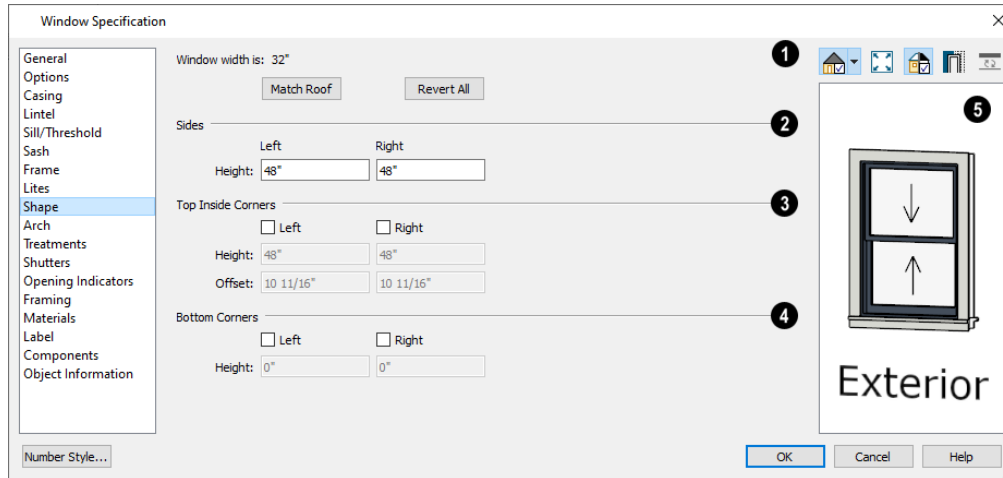 Window Specification
General
Options
Casing
Lintel
Sill/Threshold
Sash
Frame
Lites
Shape
Arch
Treatments
Shutters
Opening Indicators
Framing
Materials
Label
Components
Object Information
Number Style...
Window width is: 32"
1
Match Roof Revert All
Sides 2
Left Right
Height: 48" 48"
Top Inside Corners 3
Left Right
Height: 48" 48"
Offset: 10 11/16" 10 11/16"
Bottom Corners 4
Left Right
Height: 0" 0"
5
Exterior
OK Cancel Help